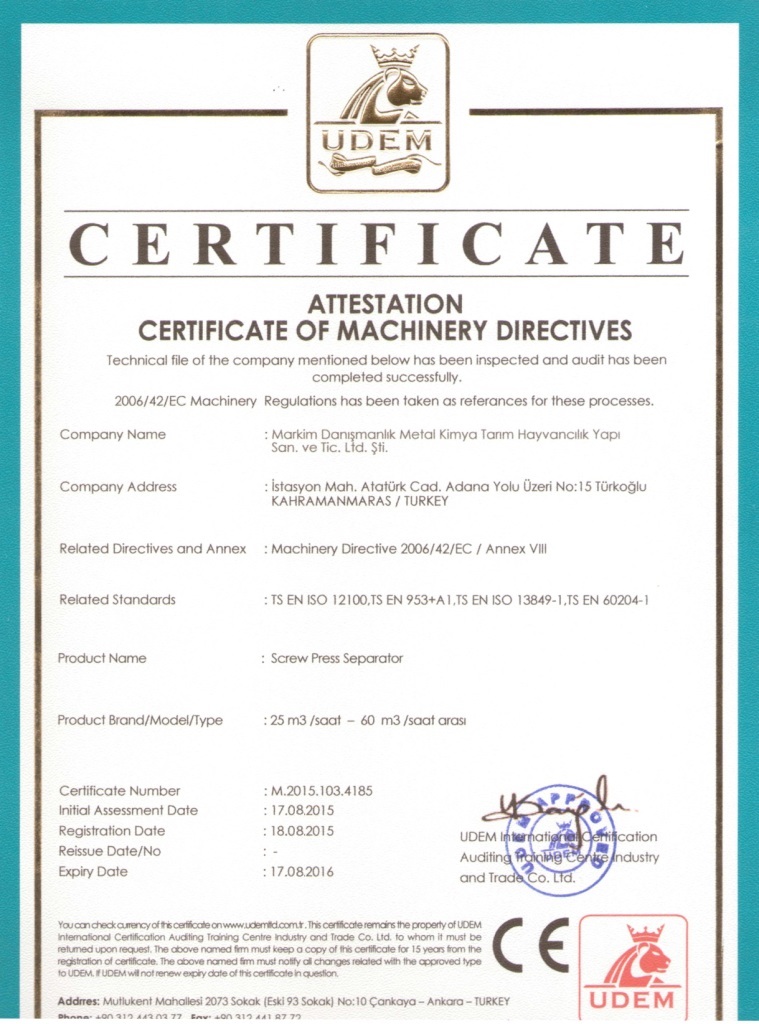 UDEM
CERTIFICATE
ATTESTATION
CERTIFICATE OF MACHINERY DIRECTIVES
Technical file of the company mentioned below has been inspected and audit has been
completed successfully.
2006/42/EC Machinery Regulations has been taken as referances for these processes.
Company Name : Markim Danışmanlık Metal Kimya Tarım Hayvancılık Yapı
San. ve Tic. Ltd. Şti.
Company Address : İstasyon Mah. Atatürk Cad. Adana Yolu Üzeri No:15 Türkoğlu
KAHRAMANMARAS / TURKEY
Related Directives and Annex : Machinery Directive 2006/42/EC / Annex VIII
Related Standards : TS EN ISO 12100,TS EN 953+A1,TS EN ISO 13849-1,TS EN 60204-1
Product Name : Screw Press Separator
Product Brand/Model/Type : 25 m3 /saat – 60 m3 /saat arası
Certificate Number : M.2015.103.4185
Initial Assessment Date : 17.08.2015
Registration Date : 18.08.2015
Reissue Date/No : -
Expiry Date : 17.08.2016
UDEM APPROVED
UDEM
UDEM International Certification
Auditing Training Centre Industry
and Trade Co. Ltd.
You can check currency of this certificate on www.udemltd.com.tr. This certificate remains the property of UDEM
International Certification Auditing Training Centre Industry and Trade Co. Ltd. to whom it must be
returned upon request. The above named firm must keep a copy of this certificate for 15 years from the
registration of certificate. The above named firm must notify all changes related with the approved type
to UDEM. If UDEM will not renew expiry date of this certificate in question.
CE
UDEM
Addrres: Mutlukent Mahallesi 2073 Sokak (Eski 93 Sokak) No:10 Çankaya – Ankara – TURKEY
Phone: +90 312 443 03 77 Fax: +90 312 441 87 72